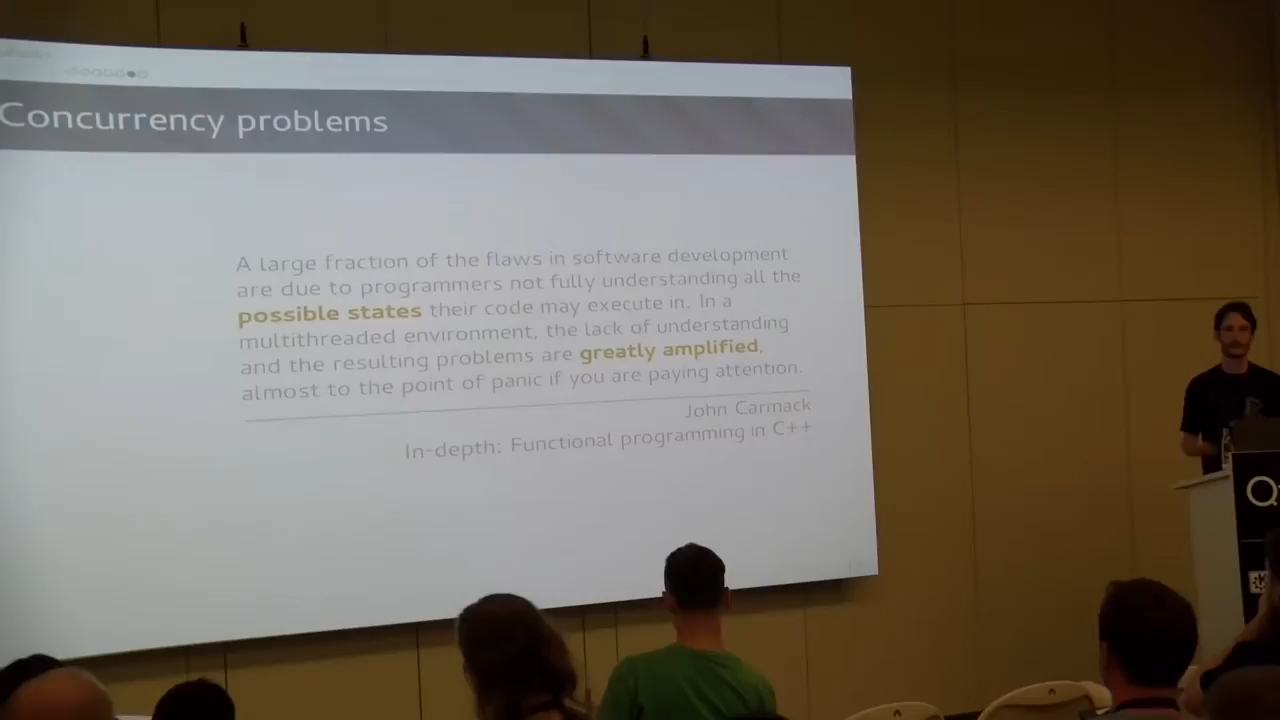 Concurrency problems
A large fraction of the flaws in software development
are due to programmers not fully understanding all the
possible states their code may execute in. In a
multithreaded environment, the lack of understanding
and the resulting problems are greatly amplified,
almost to the point of panic if you are paying attention.
John Carmack
In-depth: Functional programming in C++